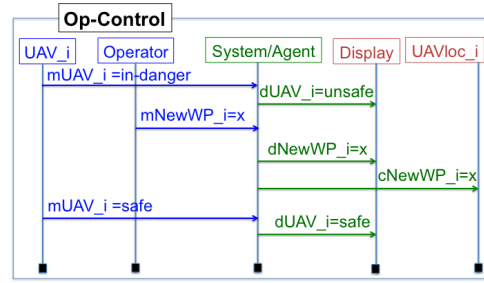 Op-Control
UAV_i Operator System/Agent Display UAVloc_i
mUAV_i =in-danger
dUAV_i=unsafe
mNewWP_i=x
dNewWP_i=x
cNewWP_i=x
mUAV_i =safe
dUAV_i=safe